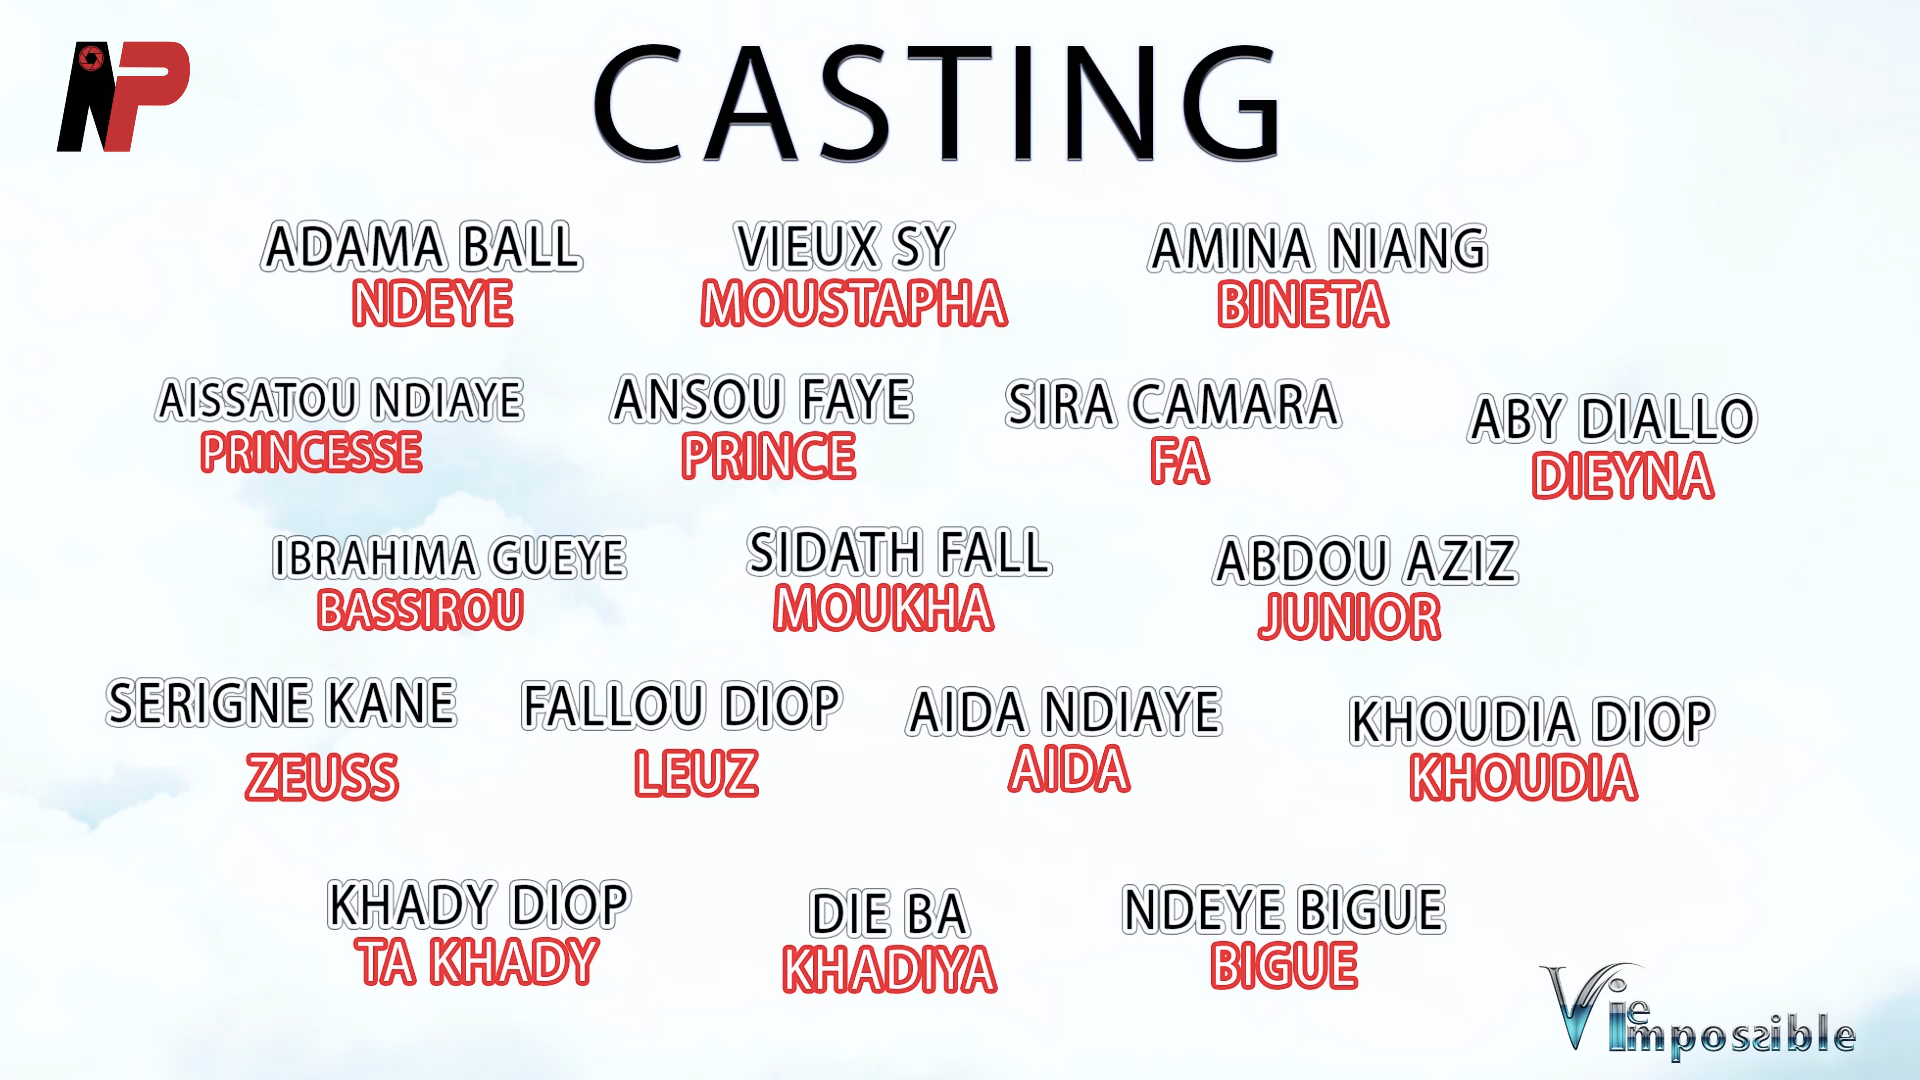 NP
CASTING
ADAMA BALL
NDEYE
VIEUX SY
MOUSTAPHA
AMINA NIANG
BINETA
AISSATOU NDIAYE
PRINCESSE
ANSOU FAYE
PRINCE
SIRA CAMARA
FA
ABY DIALLO
DIEYNA
IBRAHIMA GUEYE
BASSIROU
SIDATH FALL
MOUKHA
ABDOU AZIZ
JUNIOR
SERIGNE KANE
ZEUSS
FALLOU DIOP
LEUZ
AIDA NDIAYE
AIDA
KHOUDIA DIOP
KHOUDIA
KHADY DIOP
TA KHADY
DIE BA
KHADIYA
NDEYE BIGUE
BIGUE
Vie
impossible